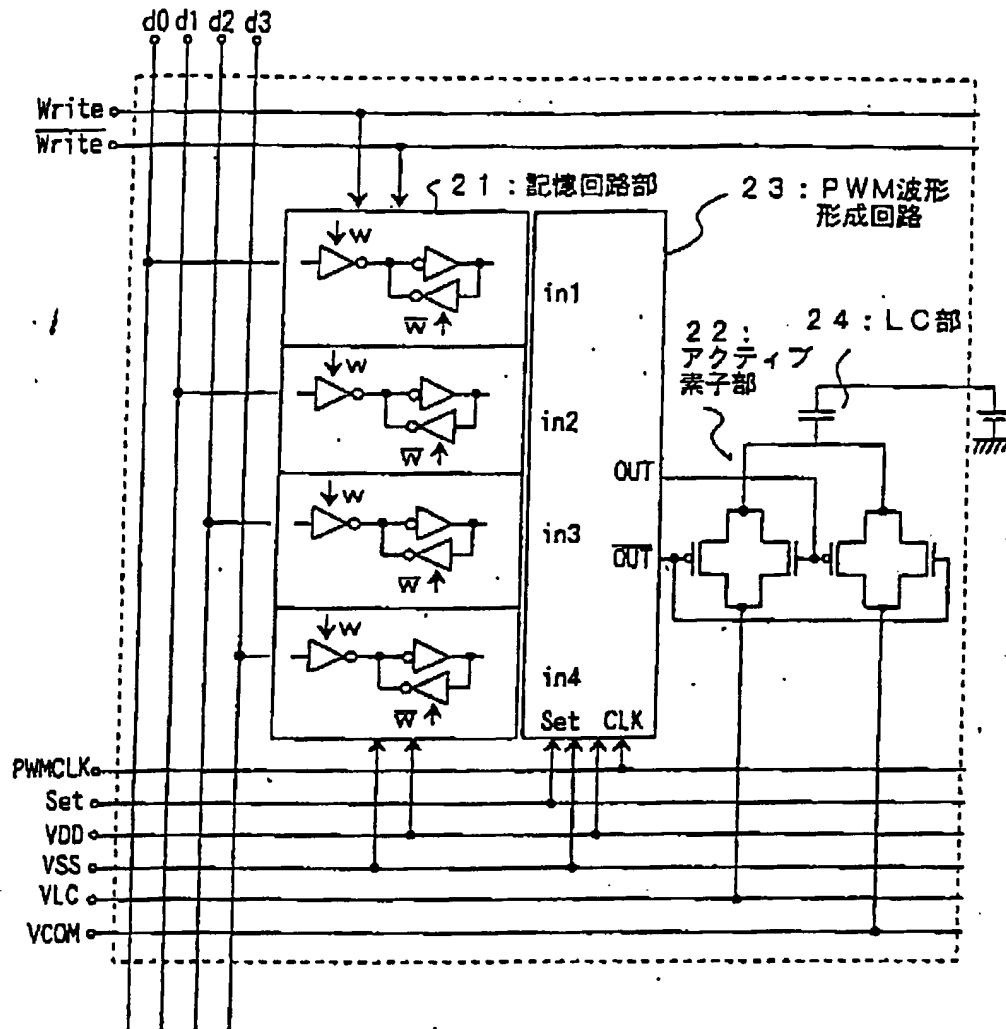 d0 d1 d2 d3
Write
W̅r̅i̅t̅e̅
21:記憶回路部
23:PWM波形
形成回路
W
W̅
in1
22:
アクティブ
素子部
24:LC部
W
W̅
in2
OUT
W
W̅
in3
O̅U̅T̅
W
W̅
in4
Set CLK
PWMCLK
Set
VDD
VSS
VLC
VCOM